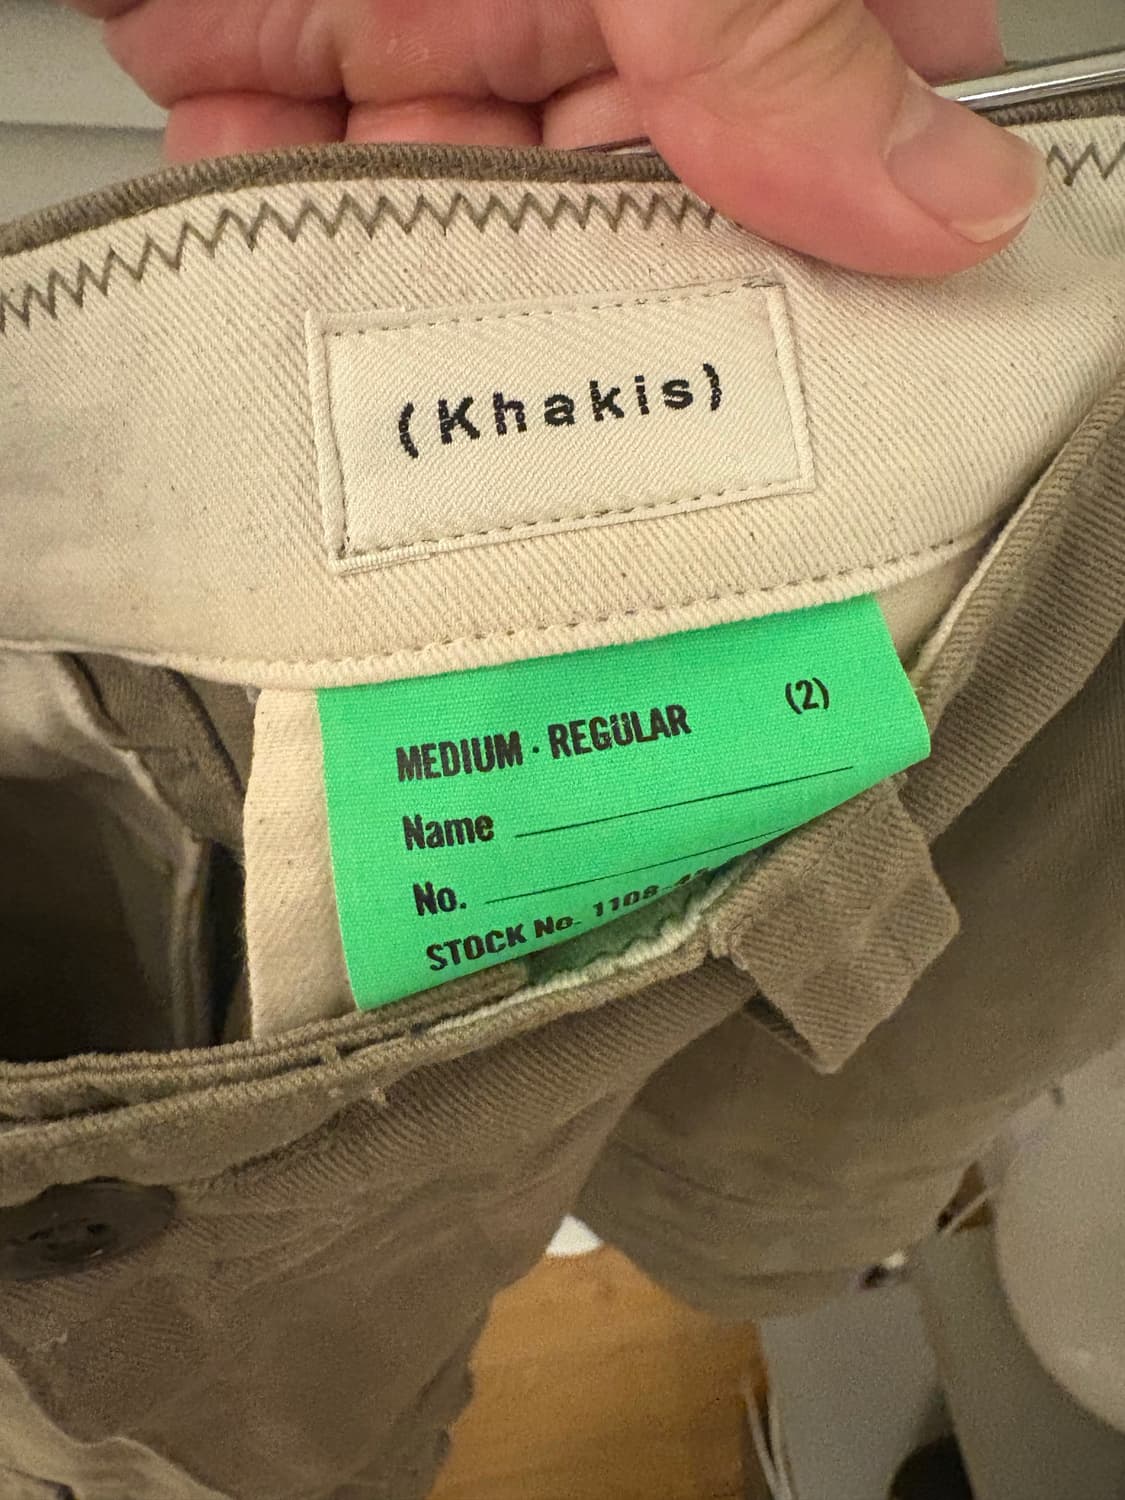 (Khakis)
MEDIUM · REGULAR (2)
Name
No.
STOCK No.